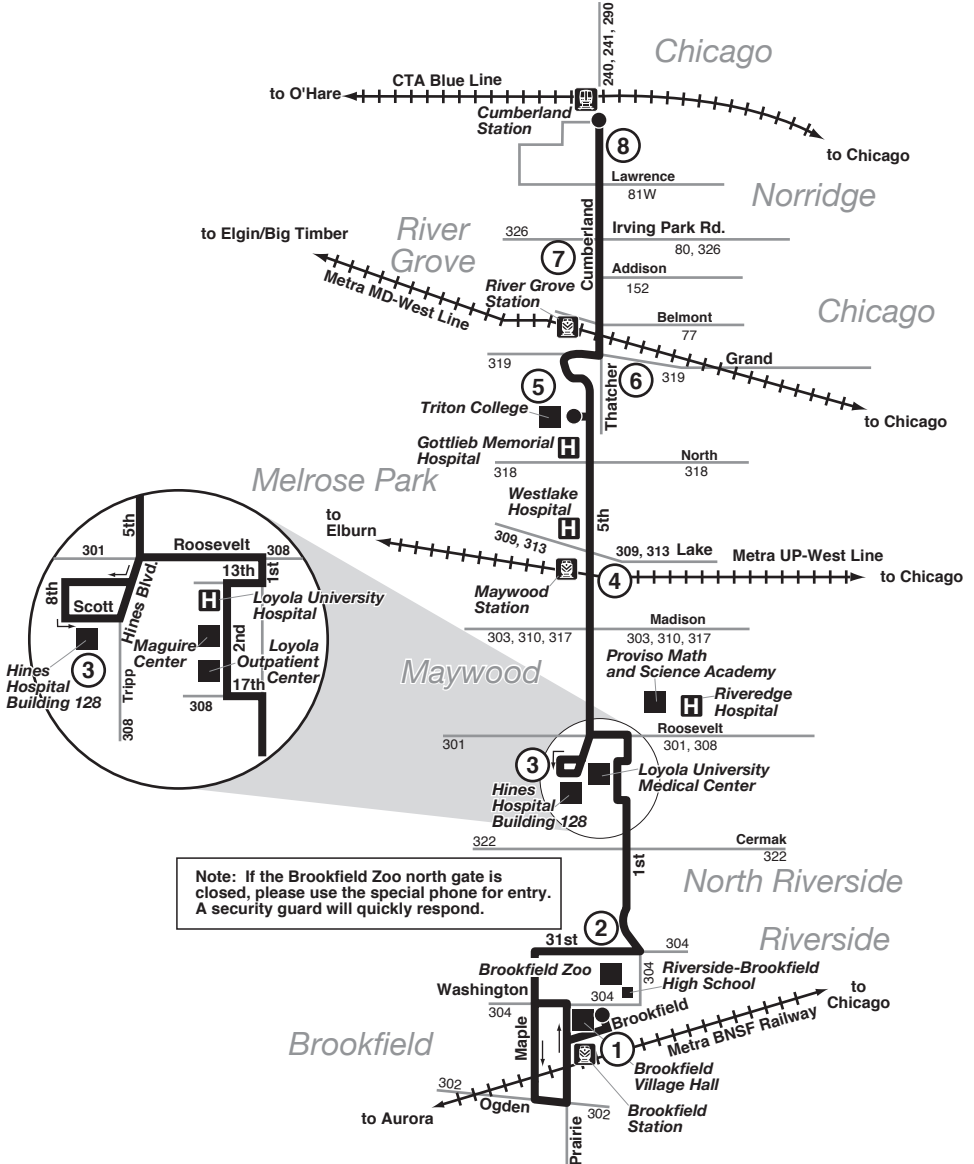 240, 241, 290
Chicago
CTA Blue Line
to O'Hare
Cumberland
Station
to Chicago
8
Lawrence
81W
Norridge
Cumberland
326
Irving Park Rd.
80, 326
to Elgin/Big Timber
River
Grove
7
Addison
152
Metra MD-West Line
River Grove
Station
Belmont
77
Chicago
319
Grand
319
5
6
Thatcher
Triton College
to Chicago
Gottlieb Memorial
Hospital
North
318
318
Melrose Park
Westlake
Hospital
5th
to
Elburn
309, 313
309, 313 Lake
Metra UP-West Line
to Chicago
Maywood
Station
4
Madison
303, 310, 317
303, 310, 317
Proviso Math
and Science Academy
Maywood
Riveredge
Hospital
Roosevelt
301
301, 308
3
Loyola University
Medical Center
Hines
Hospital
Building 128
5th
Roosevelt
301
308
8th
Hines Blvd.
13th
1st
Scott
Loyola University
Hospital
Maguire
Center
2nd
Loyola
Outpatient
Center
Hines
Hospital
Building 128
3
Tripp
308
17th
308
Cermak
322
322
1st
Note: If the Brookfield Zoo north gate is
closed, please use the special phone for entry.
A security guard will quickly respond.
North Riverside
2
31st
304
Riverside
Brookfield Zoo
304
Riverside-Brookfield
High School
Washington
304
304
to
Chicago
Brookfield
Maple
Brookfield
1
Metra BNSF Railway
Brookfield
Village Hall
302
Ogden
302
Brookfield
Station
to Aurora
Prairie
H
H
H
H